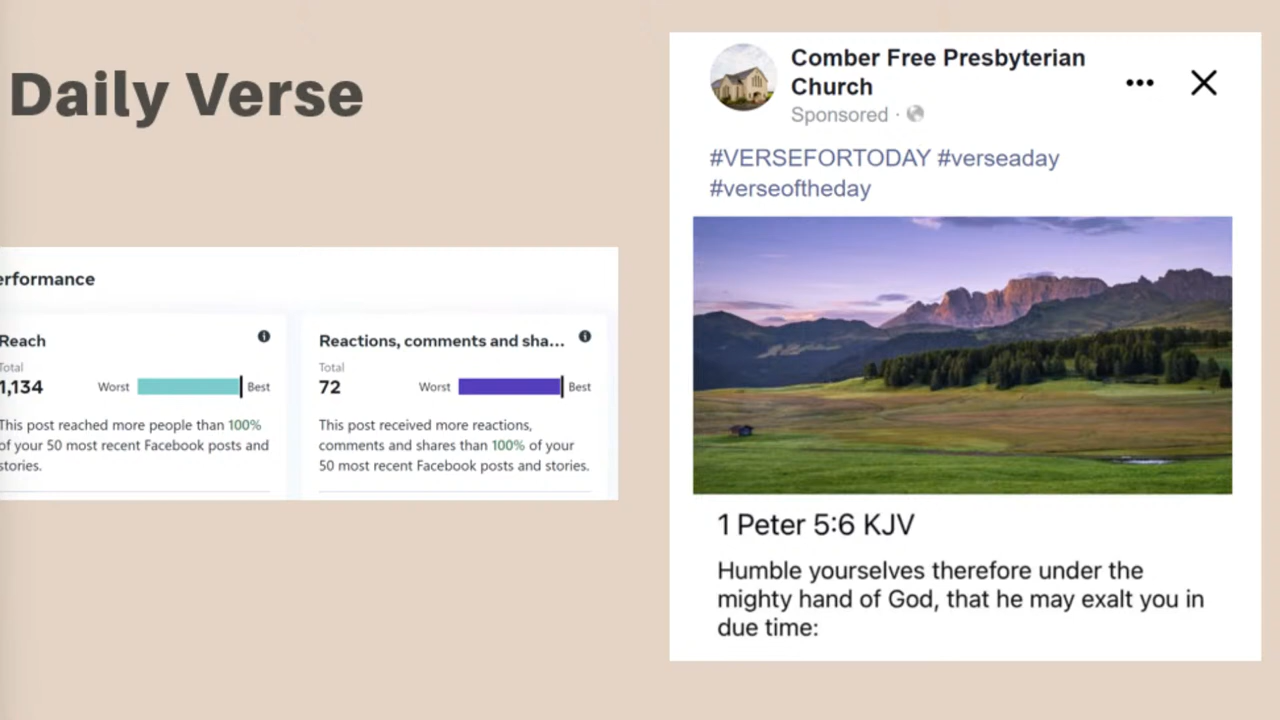 Daily Verse
erformance
Reach
Total
1,134
Worst
Best
This post reached more people than 100%
of your 50 most recent Facebook posts and
stories.
Reactions, comments and sha...
Total
72
Worst
Best
This post received more reactions,
comments and shares than 100% of your
50 most recent Facebook posts and stories.
Comber Free Presbyterian
Church
Sponsored ·
#VERSEFORTODAY #verseaday
#verseoftheday
1 Peter 5:6 KJV
Humble yourselves therefore under the
mighty hand of God, that he may exalt you in
due time: